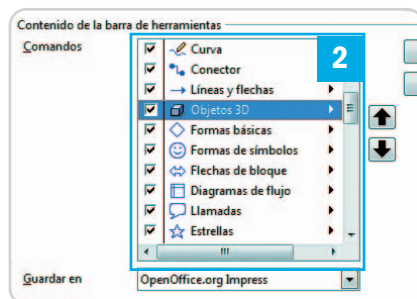 Contenido de la barra de herramientas
Comandos
Curva
2
Conector
Líneas y flechas
Objetos 3D
Formas básicas
Formas de símbolos
Flechas de bloque
Diagramas de flujo
Llamadas
Estrellas
Guardar en
OpenOffice.org Impress